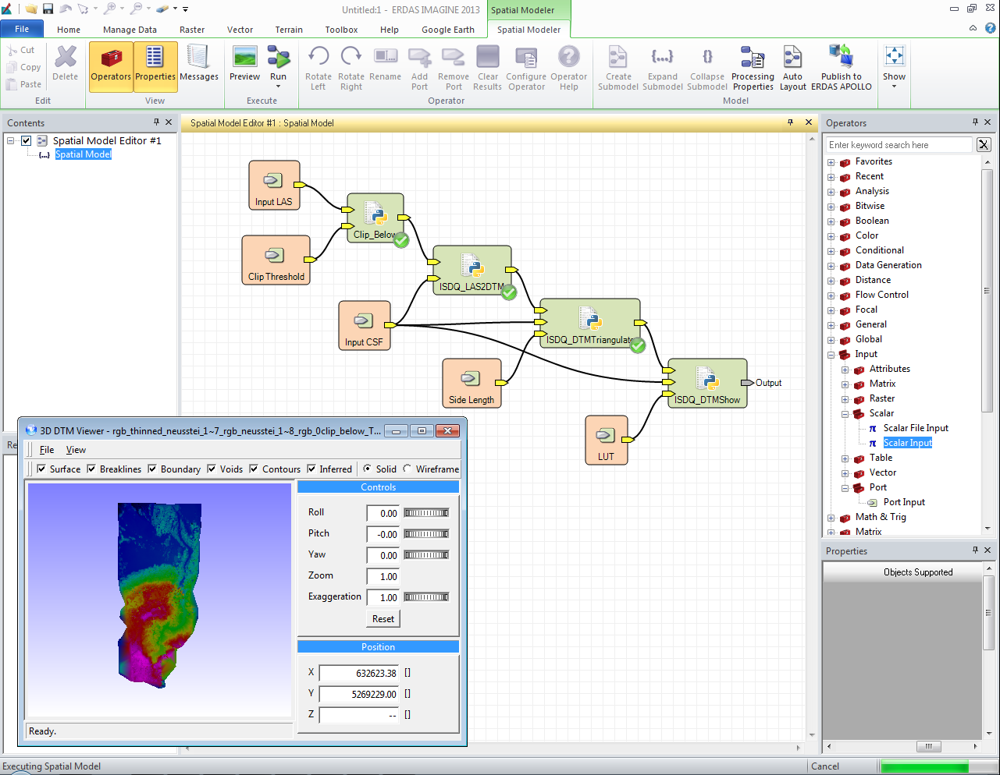 Untitled:1 - ERDAS IMAGINE 2013
Spatial Modeler
File Home Manage Data Raster Vector Terrain Toolbox Help Google Earth Spatial Modeler
Cut
Copy
Paste
Delete
Operators Properties Messages
Preview Run
Rotate Left
Rotate Right
Rename
Add Port
Remove Port
Clear Results
Configure Operator
Operator Help
Create Submodel
Expand Submodel
Collapse Submodel
Processing Properties
Auto Layout
Publish to ERDAS APOLLO
Show
Edit View Execute Operator Model
Contents
Spatial Model Editor #1
{...} Spatial Model
Spatial Model Editor #1 : Spatial Model
Input LAS
Clip_Below
Clip Threshold
ISDQ_LAS2DTM
Input CSF
ISDQ_DTMTriangulate
Side Length
ISDQ_DTMShow
Output
LUT
Operators
Enter keyword search here
Favorites
Recent
Analysis
Bitwise
Boolean
Color
Conditional
Data Generation
Distance
Flow Control
Focal
General
Global
Input
Attributes
Matrix
Raster
Scalar
π Scalar File Input
π Scalar Input
Table
Vector
Port
Port Input
Math & Trig
Matrix
Properties
Objects Supported
Re
3D DTM Viewer - rgb_thinned_neusstei_1~7_rgb_neusstei_1~8_rgb_0clip_below_T...
File View
Surface Breaklines Boundary Voids Contours Inferred Solid Wireframe
Controls
Roll 0.00
Pitch -0.00
Yaw 0.00
Zoom 1.00
Exaggeration 1.00
Reset
Position
X 632623.38 []
Y 5269229.00 []
Z -- []
Ready.
Executing Spatial Model
Cancel